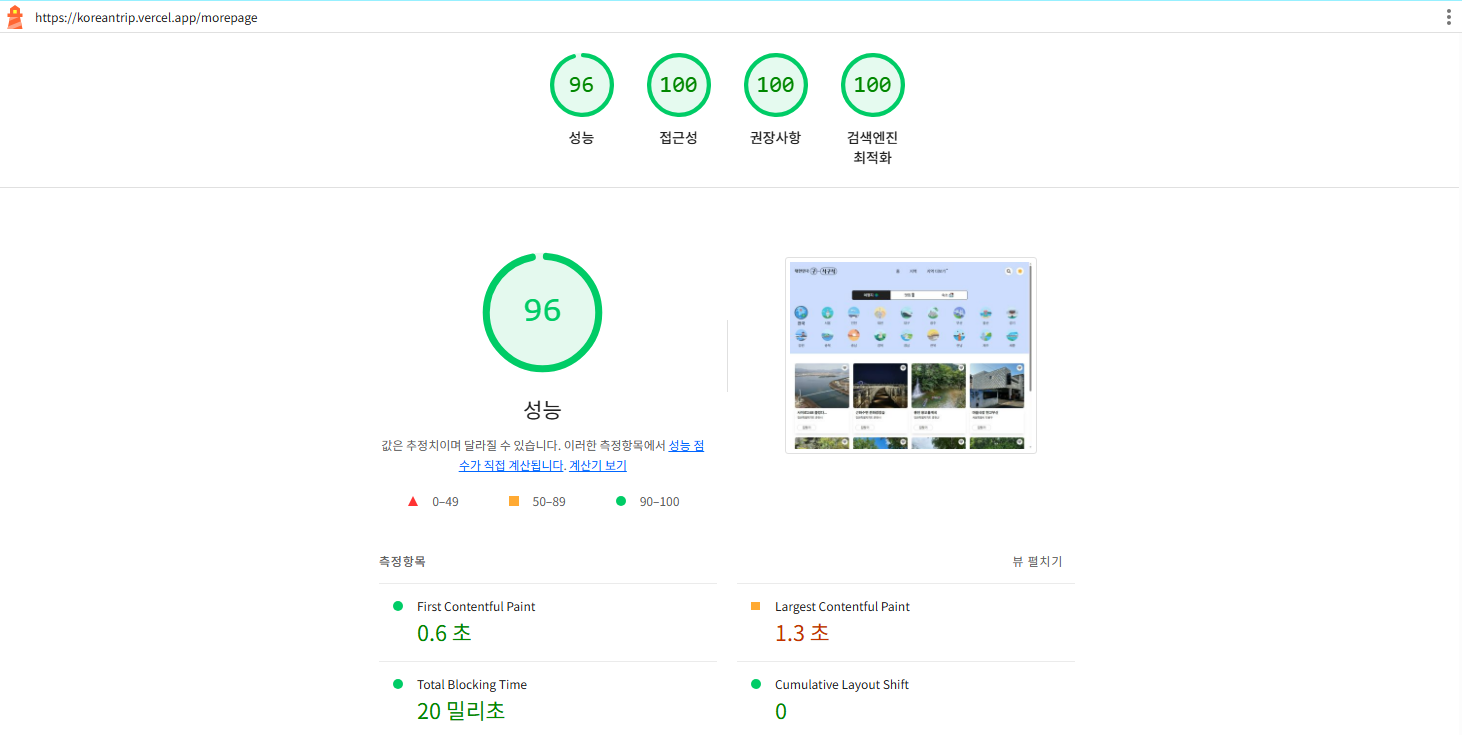 https://koreantrip.vercel.app/morepage
96
100
100
100
성능
접근성
권장사항
검색엔진
최적화
96
성능
값은 추정치이며 달라질 수 있습니다. 이러한 측정항목에서 성능 점
수가 직접 계산됩니다. 계산기 보기
0–49
50–89
90–100
측정항목
뷰 펼치기
First Contentful Paint
0.6 초
Largest Contentful Paint
1.3 초
Total Blocking Time
20 밀리초
Cumulative Layout Shift
0